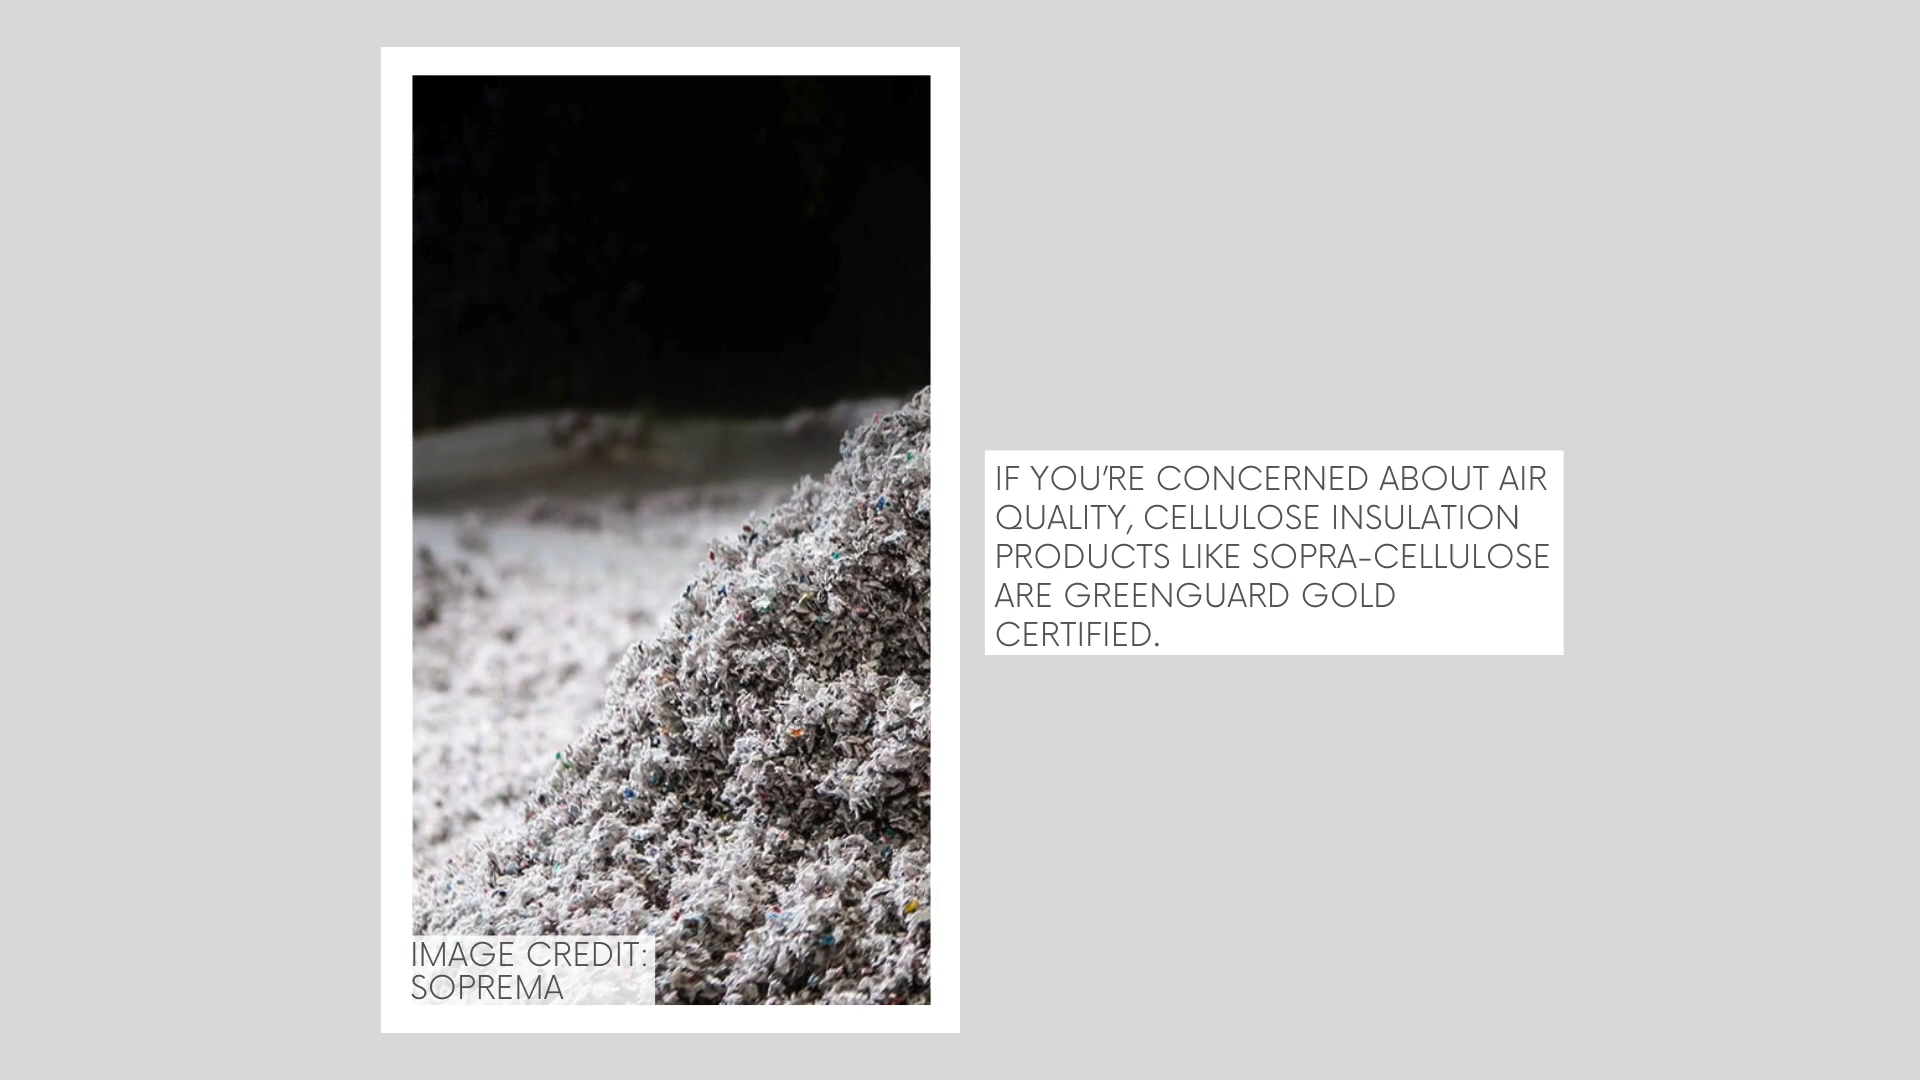 IF YOU'RE CONCERNED ABOUT AIR
QUALITY, CELLULOSE INSULATION
PRODUCTS LIKE SOPRA-CELLULOSE
ARE GREENGUARD GOLD
CERTIFIED.
IMAGE CREDIT:
SOPREMA